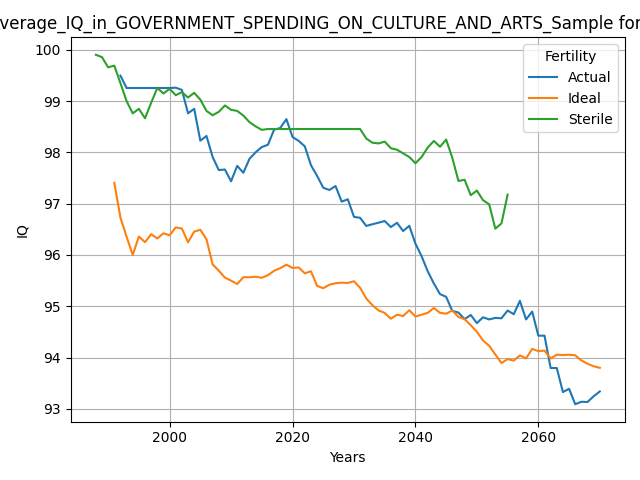 verage_IQ_in_GOVERNMENT_SPENDING_ON_CULTURE_AND_ARTS_Sample for
Fertility
Actual
Ideal
Sterile
100
99
98
97
96
95
94
93
IQ
2000
2020
2040
2060
Years